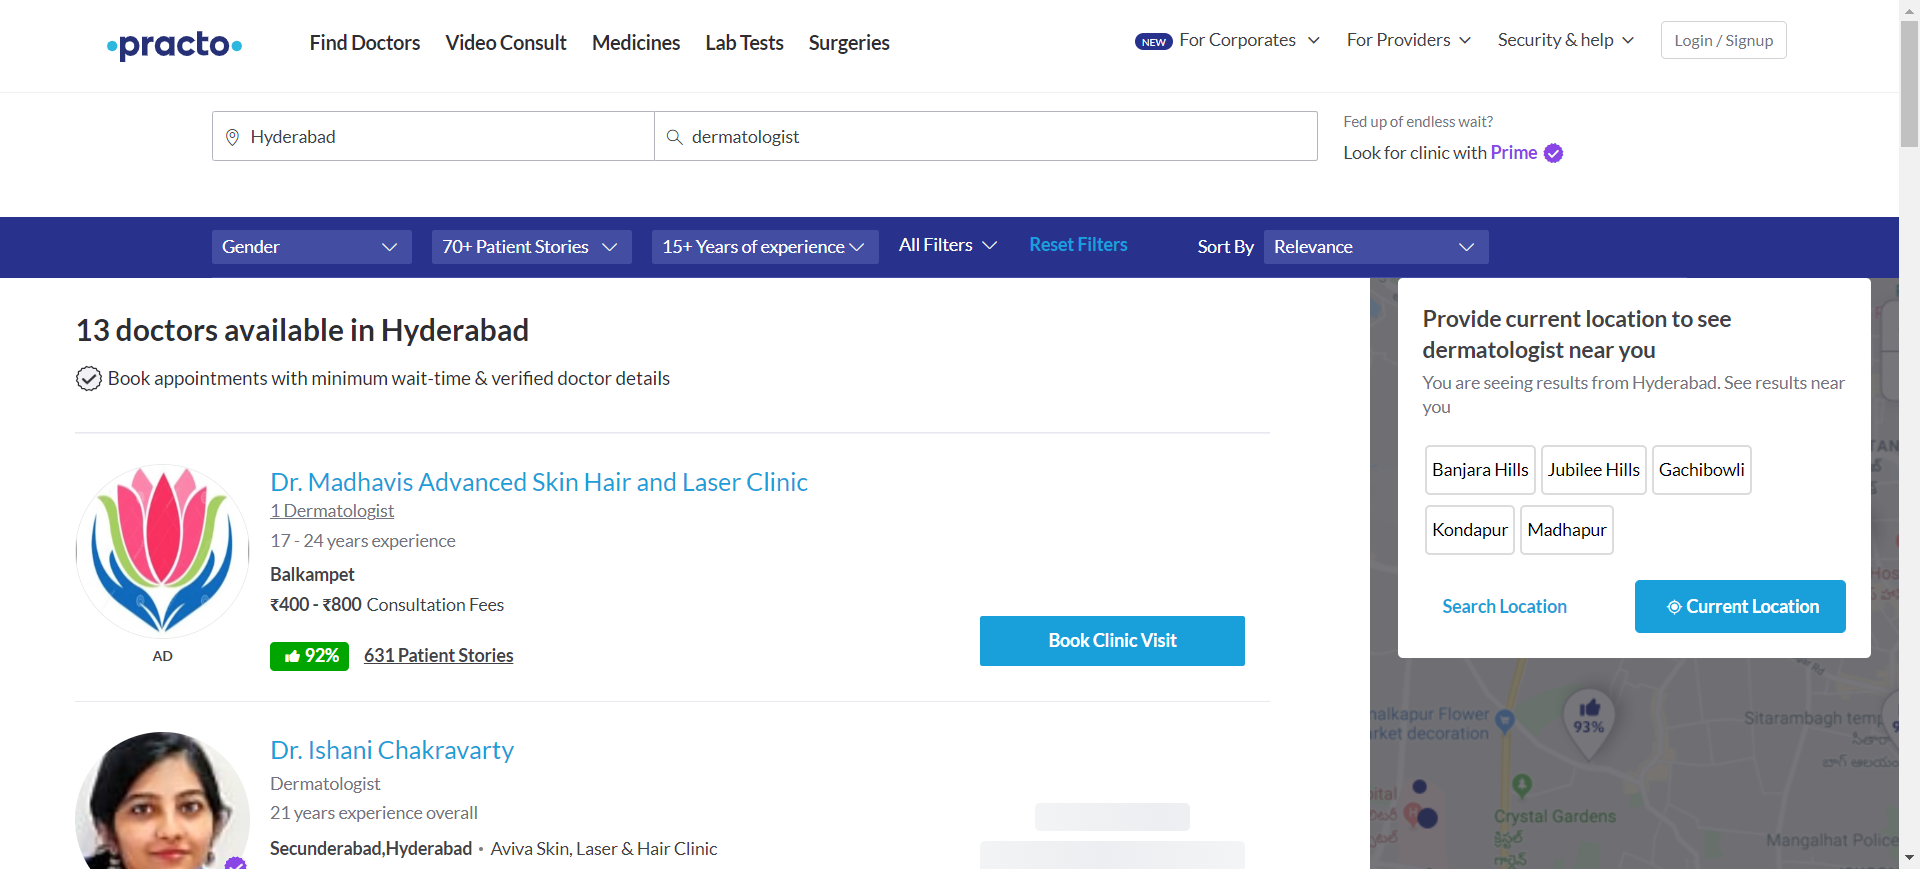 practo
Find Doctors
Video Consult
Medicines
Lab Tests
Surgeries
NEW For Corporates
For Providers
Security & help
Login / Signup
Hyderabad
dermatologist
Fed up of endless wait?
Look for clinic with Prime
Gender
70+ Patient Stories
15+ Years of experience
All Filters
Reset Filters
Sort By
Relevance
13 doctors available in Hyderabad
Book appointments with minimum wait-time & verified doctor details
Dr. Madhavis Advanced Skin Hair and Laser Clinic
1 Dermatologist
17 - 24 years experience
Balkampet
₹400 - ₹800 Consultation Fees
AD
92%
631 Patient Stories
Book Clinic Visit
Dr. Ishani Chakravarty
Dermatologist
21 years experience overall
Secunderabad,Hyderabad • Aviva Skin, Laser & Hair Clinic
Provide current location to see
dermatologist near you
You are seeing results from Hyderabad. See results near
you
Banjara Hills
Jubilee Hills
Gachibowli
Kondapur
Madhapur
Search Location
Current Location
Flower
decoration
93%
Sitarambagh
Crystal Gardens
క్రిస్టల్
గార్డెన్
Mangalhat Police